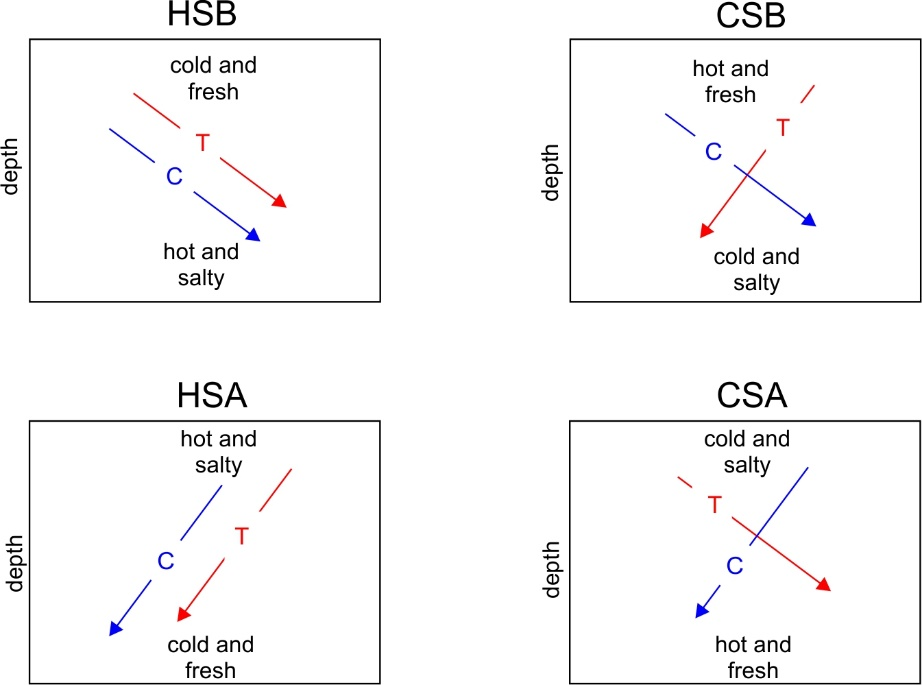 HSB
cold and
fresh
T
C
depth
hot and
salty
CSB
hot and
fresh
T
C
depth
cold and
salty
HSA
hot and
salty
T
C
depth
cold and
fresh
CSA
cold and
salty
T
C
depth
hot and
fresh